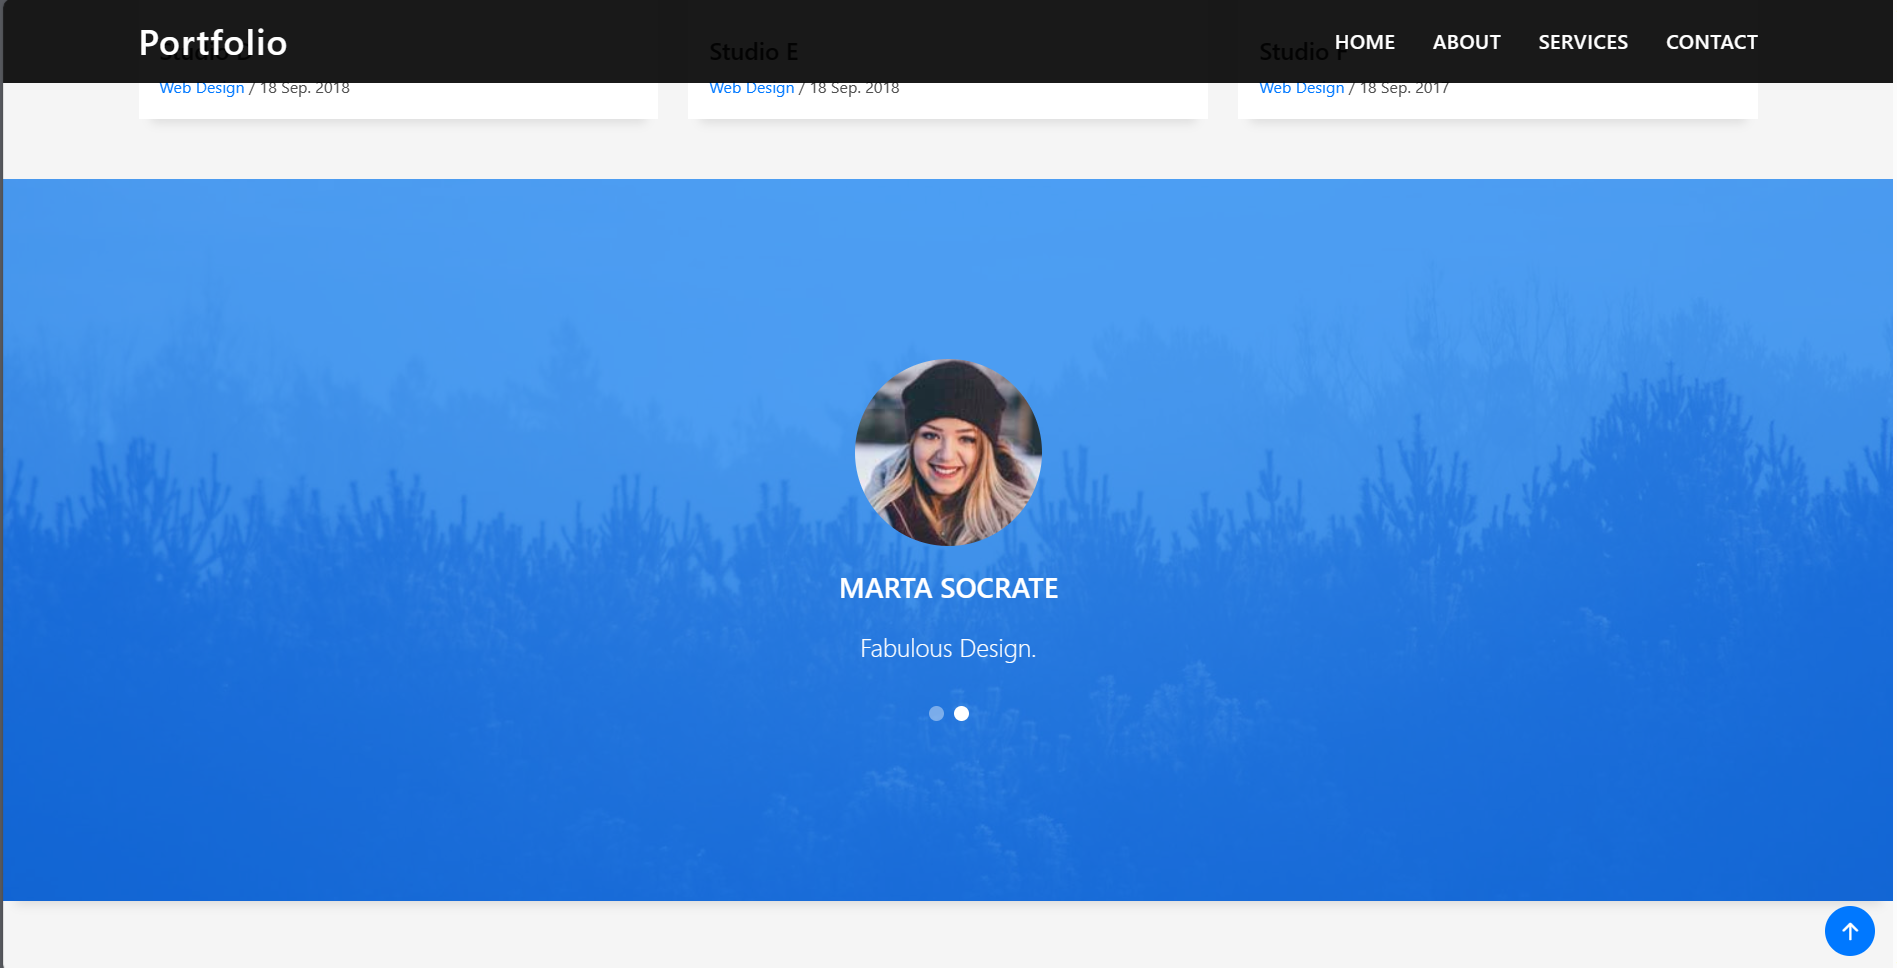 Portfolio
HOME ABOUT SERVICES CONTACT
Studio D Studio E Studio F
Web Design / 18 Sep. 2018 Web Design / 18 Sep. 2018 Web Design / 18 Sep. 2017
MARTA SOCRATE
Fabulous Design.